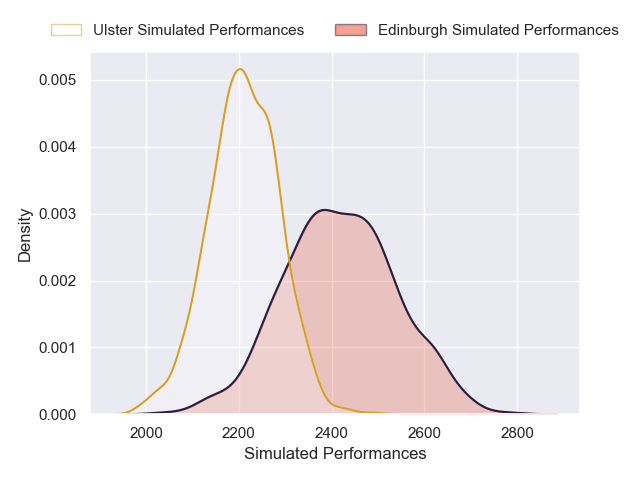 Ulster Simulated Performances Edinburgh Simulated Performances
0.005
0.004
0.003
0.002
0.001
0.000
Density
2000 2200 2400 2600 2800
Simulated Performances